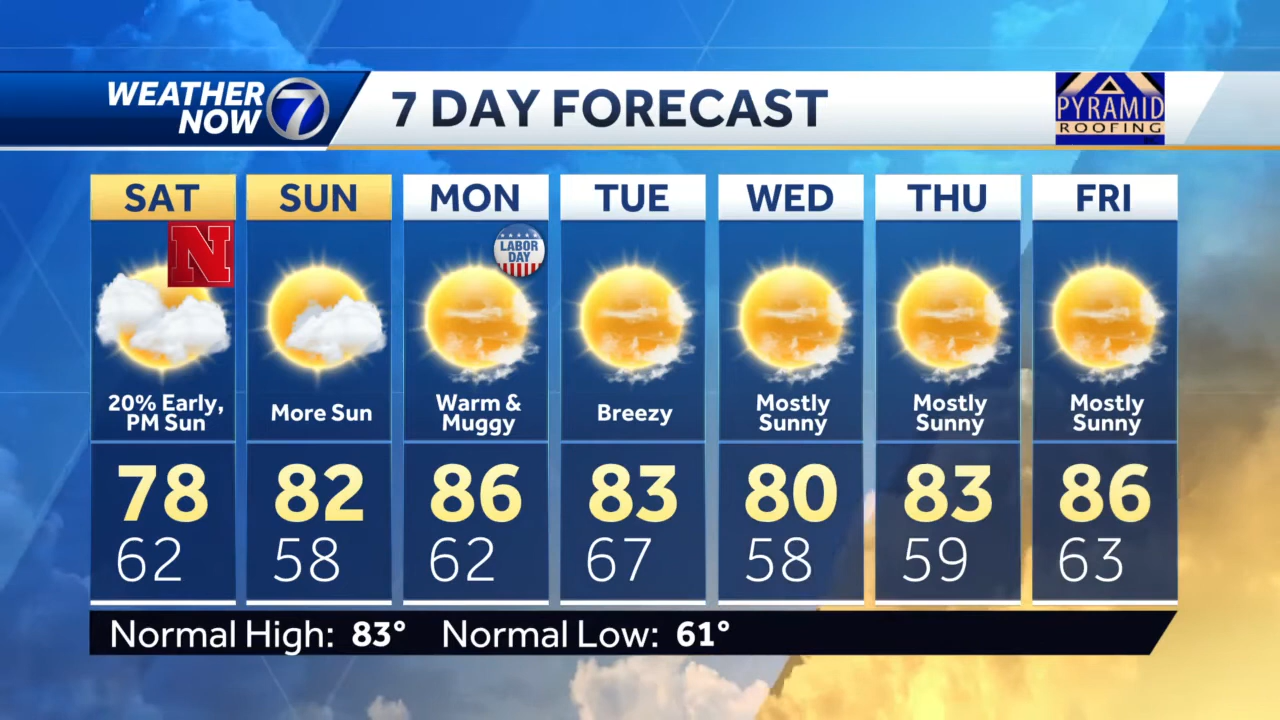 WEATHER
NOW 7
7 DAY FORECAST
PYRAMID
ROOFING
SAT SUN MON TUE WED THU FRI
N
LABOR
DAY
20% Early,
PM Sun
More Sun
Warm &
Muggy
Breezy
Mostly
Sunny
Mostly
Sunny
Mostly
Sunny
78 82 86 83 80 83 86
62 58 62 67 58 59 63
Normal High: 83° Normal Low: 61°